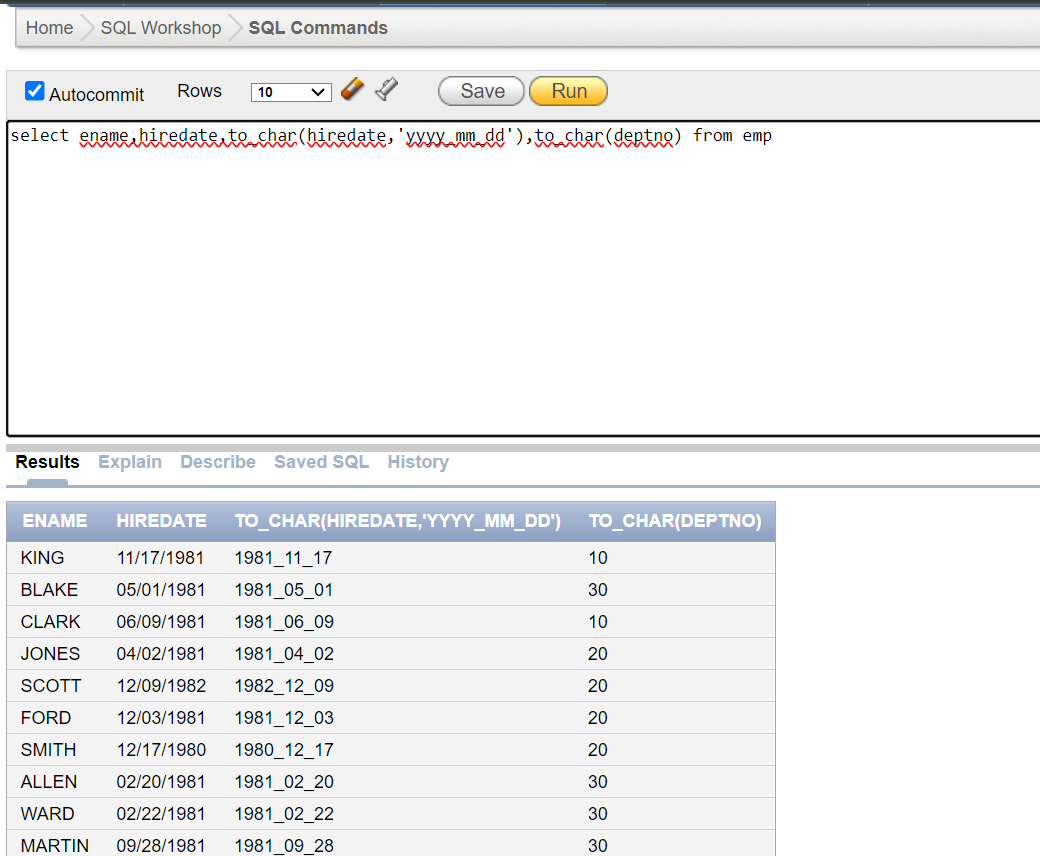 Home SQL Workshop SQL Commands
Autocommit Rows 10 Save Run
select ename,hiredate,to_char(hiredate,'yyyy_mm_dd'),to_char(deptno) from emp
Results Explain Describe Saved SQL History
ENAME HIREDATE TO_CHAR(HIREDATE,'YYYY_MM_DD') TO_CHAR(DEPTNO)
KING 11/17/1981 1981_11_17 10
BLAKE 05/01/1981 1981_05_01 30
CLARK 06/09/1981 1981_06_09 10
JONES 04/02/1981 1981_04_02 20
SCOTT 12/09/1982 1982_12_09 20
FORD 12/03/1981 1981_12_03 20
SMITH 12/17/1980 1980_12_17 20
ALLEN 02/20/1981 1981_02_20 30
WARD 02/22/1981 1981_02_22 30
MARTIN 09/28/1981 1981_09_28 30